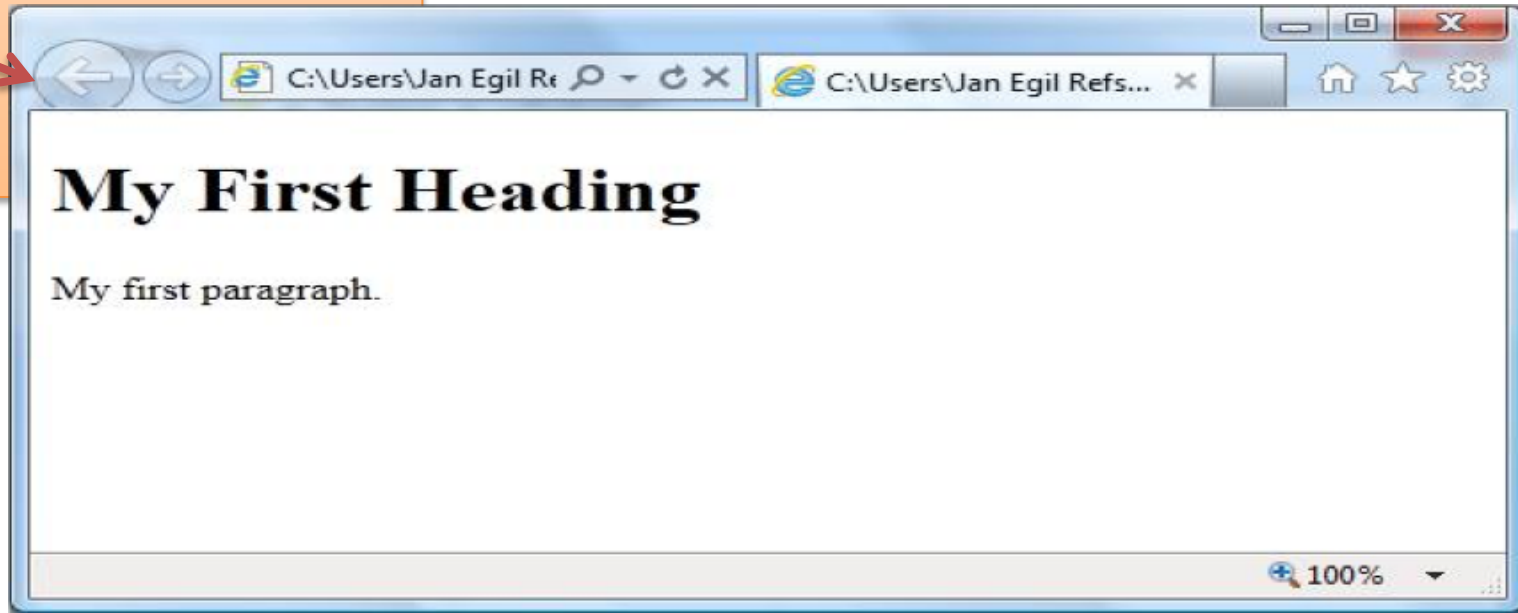 C:\Users\Jan Egil Re
C:\Users\Jan Egil Refs...
My First Heading
My first paragraph.
100%